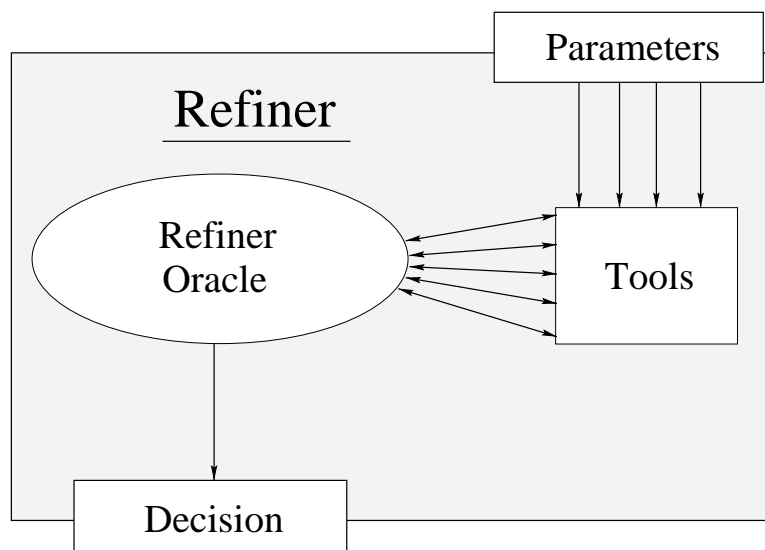 Parameters
Refiner
Refiner
Oracle
Tools
Decision